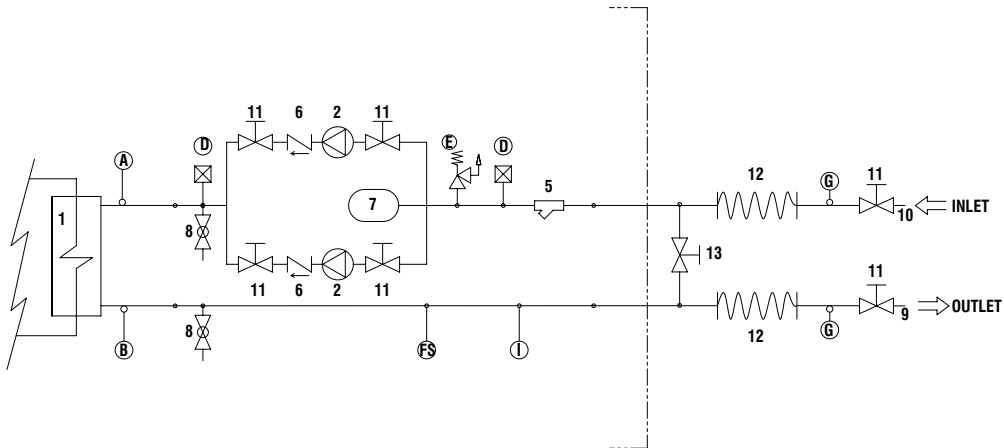 11 6 2 11
D E D
A 5 12 G 11
1 7 10 INLET
8
13
11 6 2 11 11
8 9 OUTLET
B FS I 12 G